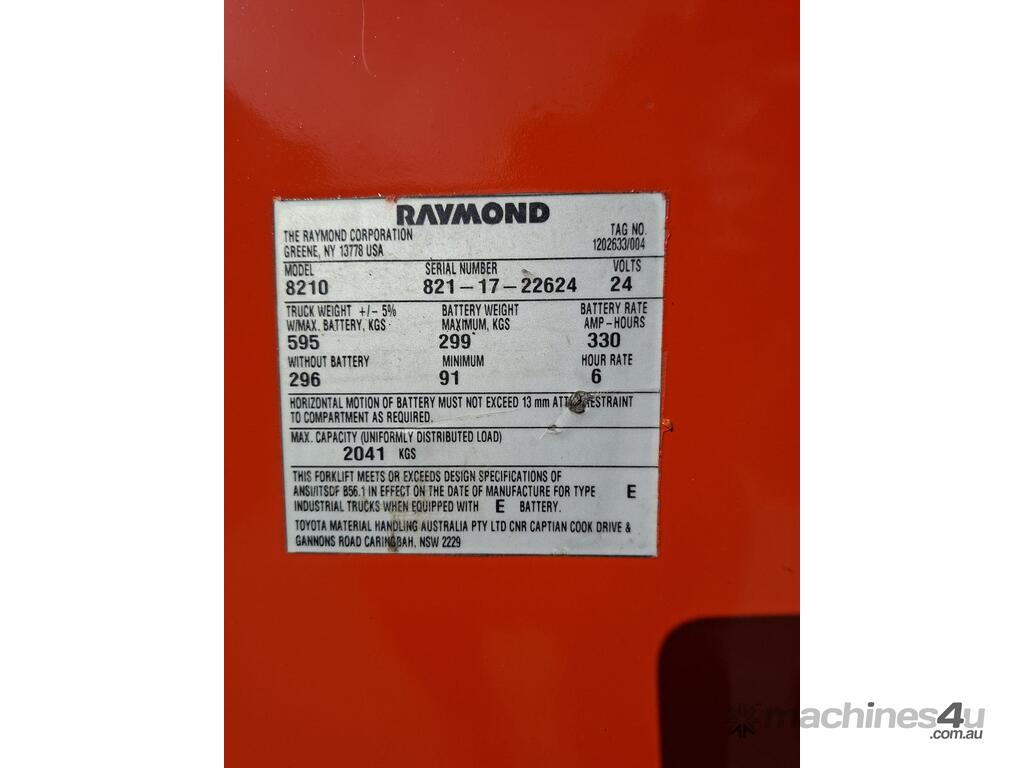 RAYMOND
THE RAYMOND CORPORATION
GREENE, NY 13778 USA
TAG NO.
1202633/004
MODEL SERIAL NUMBER VOLTS
8210 821-17-22624 24
TRUCK WEIGHT +/- 5% BATTERY WEIGHT BATTERY RATE
W/MAX. BATTERY, KGS MAXIMUM, KGS AMP-HOURS
595 299 330
WITHOUT BATTERY MINIMUM HOUR RATE
296 91 6
HORIZONTAL MOTION OF BATTERY MUST NOT EXCEED 13 mm RESTRAINT
TO COMPARTMENT AS REQUIRED.
MAX. CAPACITY (UNIFORMLY DISTRIBUTED LOAD)
2041 KGS
THIS FORKLIFT MEETS OR EXCEEDS DESIGN SPECIFICATIONS OF
ANSI/ITSDF B56.1 IN EFFECT ON THE DATE OF MANUFACTURE FOR TYPE E
INDUSTRIAL TRUCKS WHEN EQUIPPED WITH E BATTERY.
TOYOTA MATERIAL HANDLING AUSTRALIA PTY LTD CNR CAPTIAN COOK DRIVE &
GANNONS ROAD CARINGBAH, NSW 2229
machines4u
.com.au